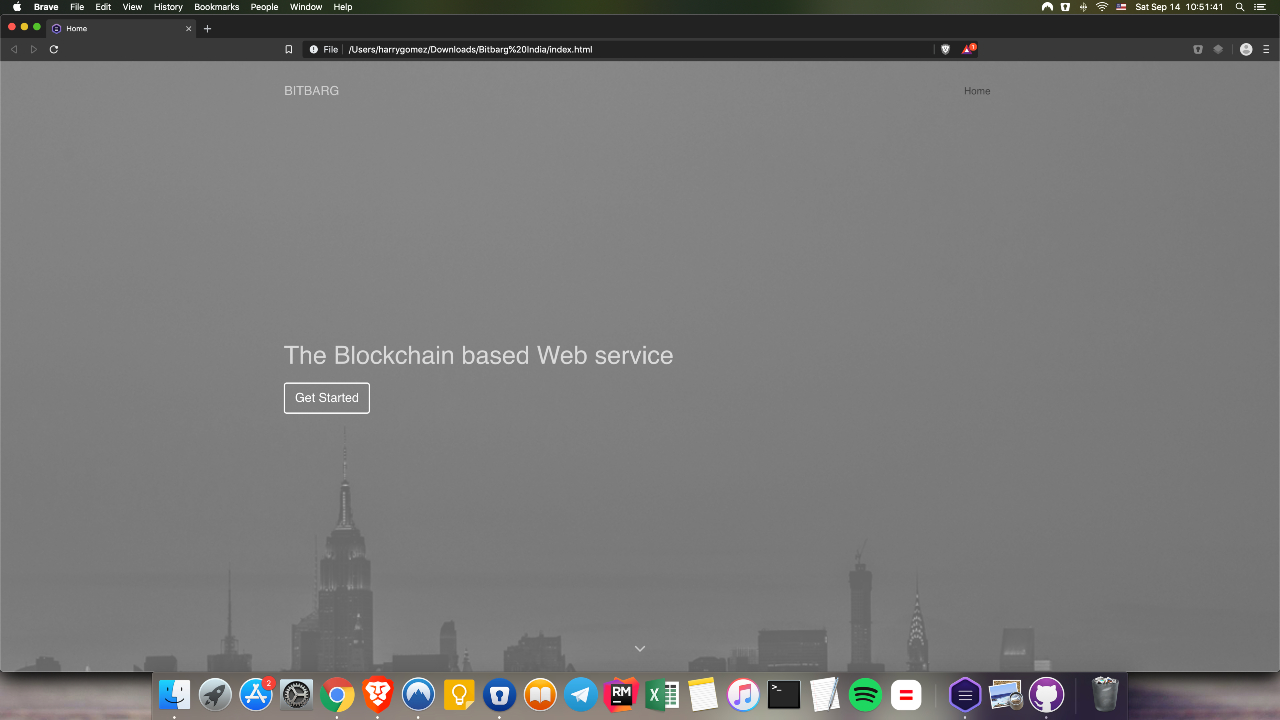 Brave File Edit View History Bookmarks People Window Help Sat Sep 14 10:51:41
Home
File /Users/harrygomez/Downloads/Bitbarg%20India/index.html 1
BITBARG Home
The Blockchain based Web service
Get Started
2
RM
>_